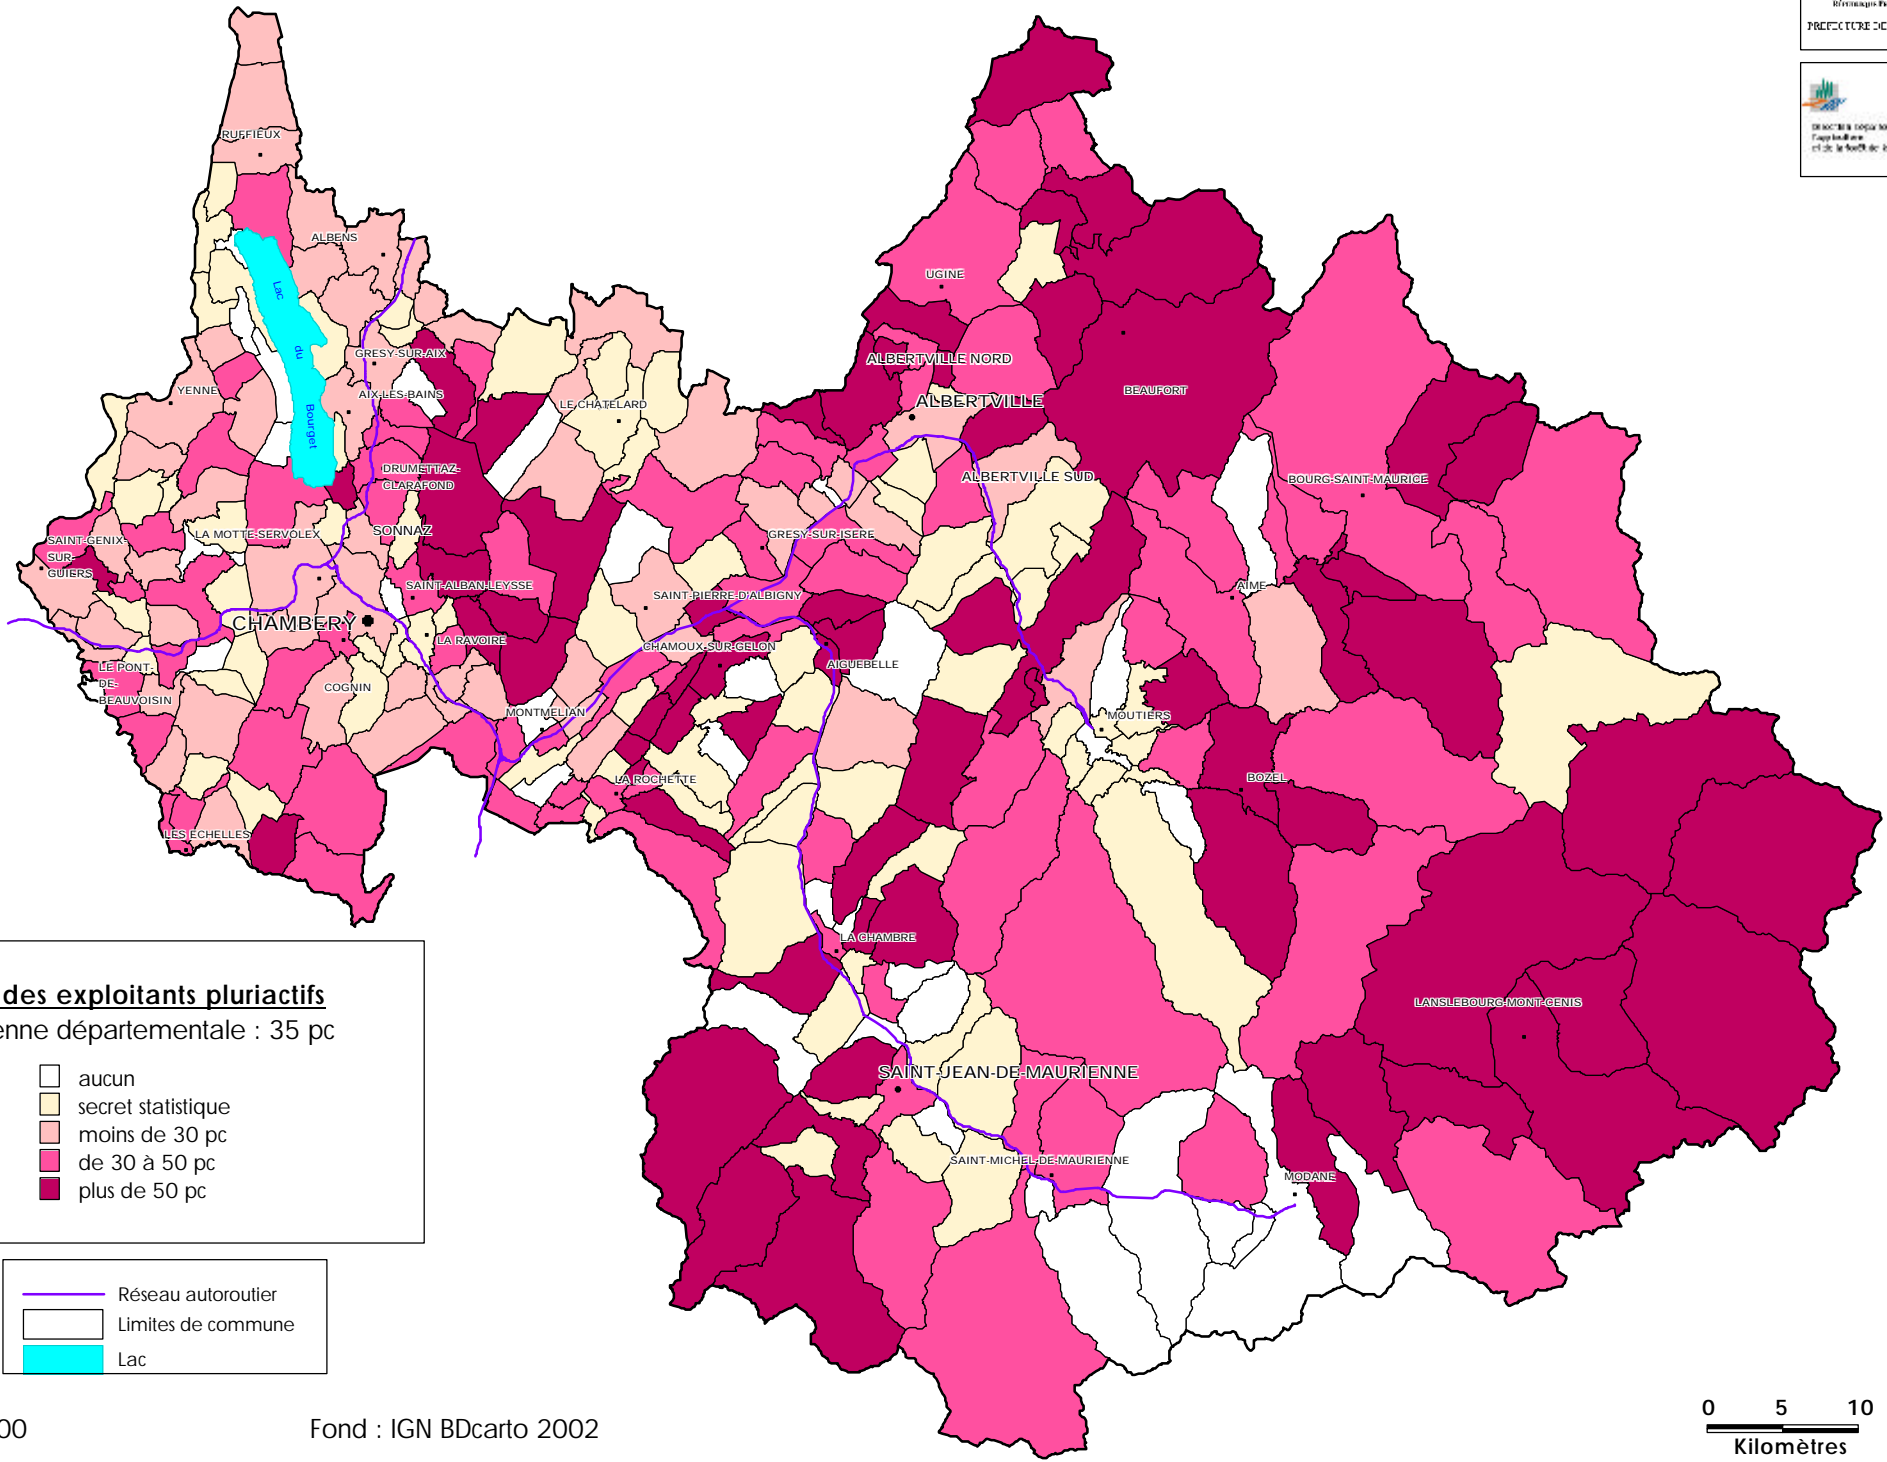 PREFECTURE DE
RUFFIEUX
ALBENS
UGINE
Lac
du
Bourget
GRESY-SUR-AIX
ALBERTVILLE NORD
YENNE
AIX-LES-BAINS
LE CHATELARD
ALBERTVILLE
BEAUFORT
DRUMETTAZ-
CLARAFOND
ALBERTVILLE SUD
BOURG-SAINT-MAURICE
LA MOTTE-SERVOLEX
SONNAZ
GRESY-SUR-ISERE
SAINT-GENIX-
SUR-
GUIERS
SAINT-ALBAN-LEYSSE
SAINT-PIERRE-D'ALBIGNY
AIME
CHAMBERY
LA RAVOIRE
CHAMOUX-SUR-GELON
AIGUEBELLE
LE PONT-
DE-
BEAUVOISIN
COGNIN
MONTMELIAN
MOUTIERS
LA ROCHETTE
BOZEL
LES ECHELLES
LA CHAMBRE
LANSLEBOURG-MONT-CENIS
SAINT-JEAN-DE-MAURIENNE
SAINT-MICHEL-DE-MAURIENNE
MODANE
des exploitants pluriactifs
enne départementale : 35 pc
aucun
secret statistique
moins de 30 pc
de 30 à 50 pc
plus de 50 pc
Réseau autoroutier
Limites de commune
Lac
00
Fond : IGN BDcarto 2002
0 5 10
Kilomètres